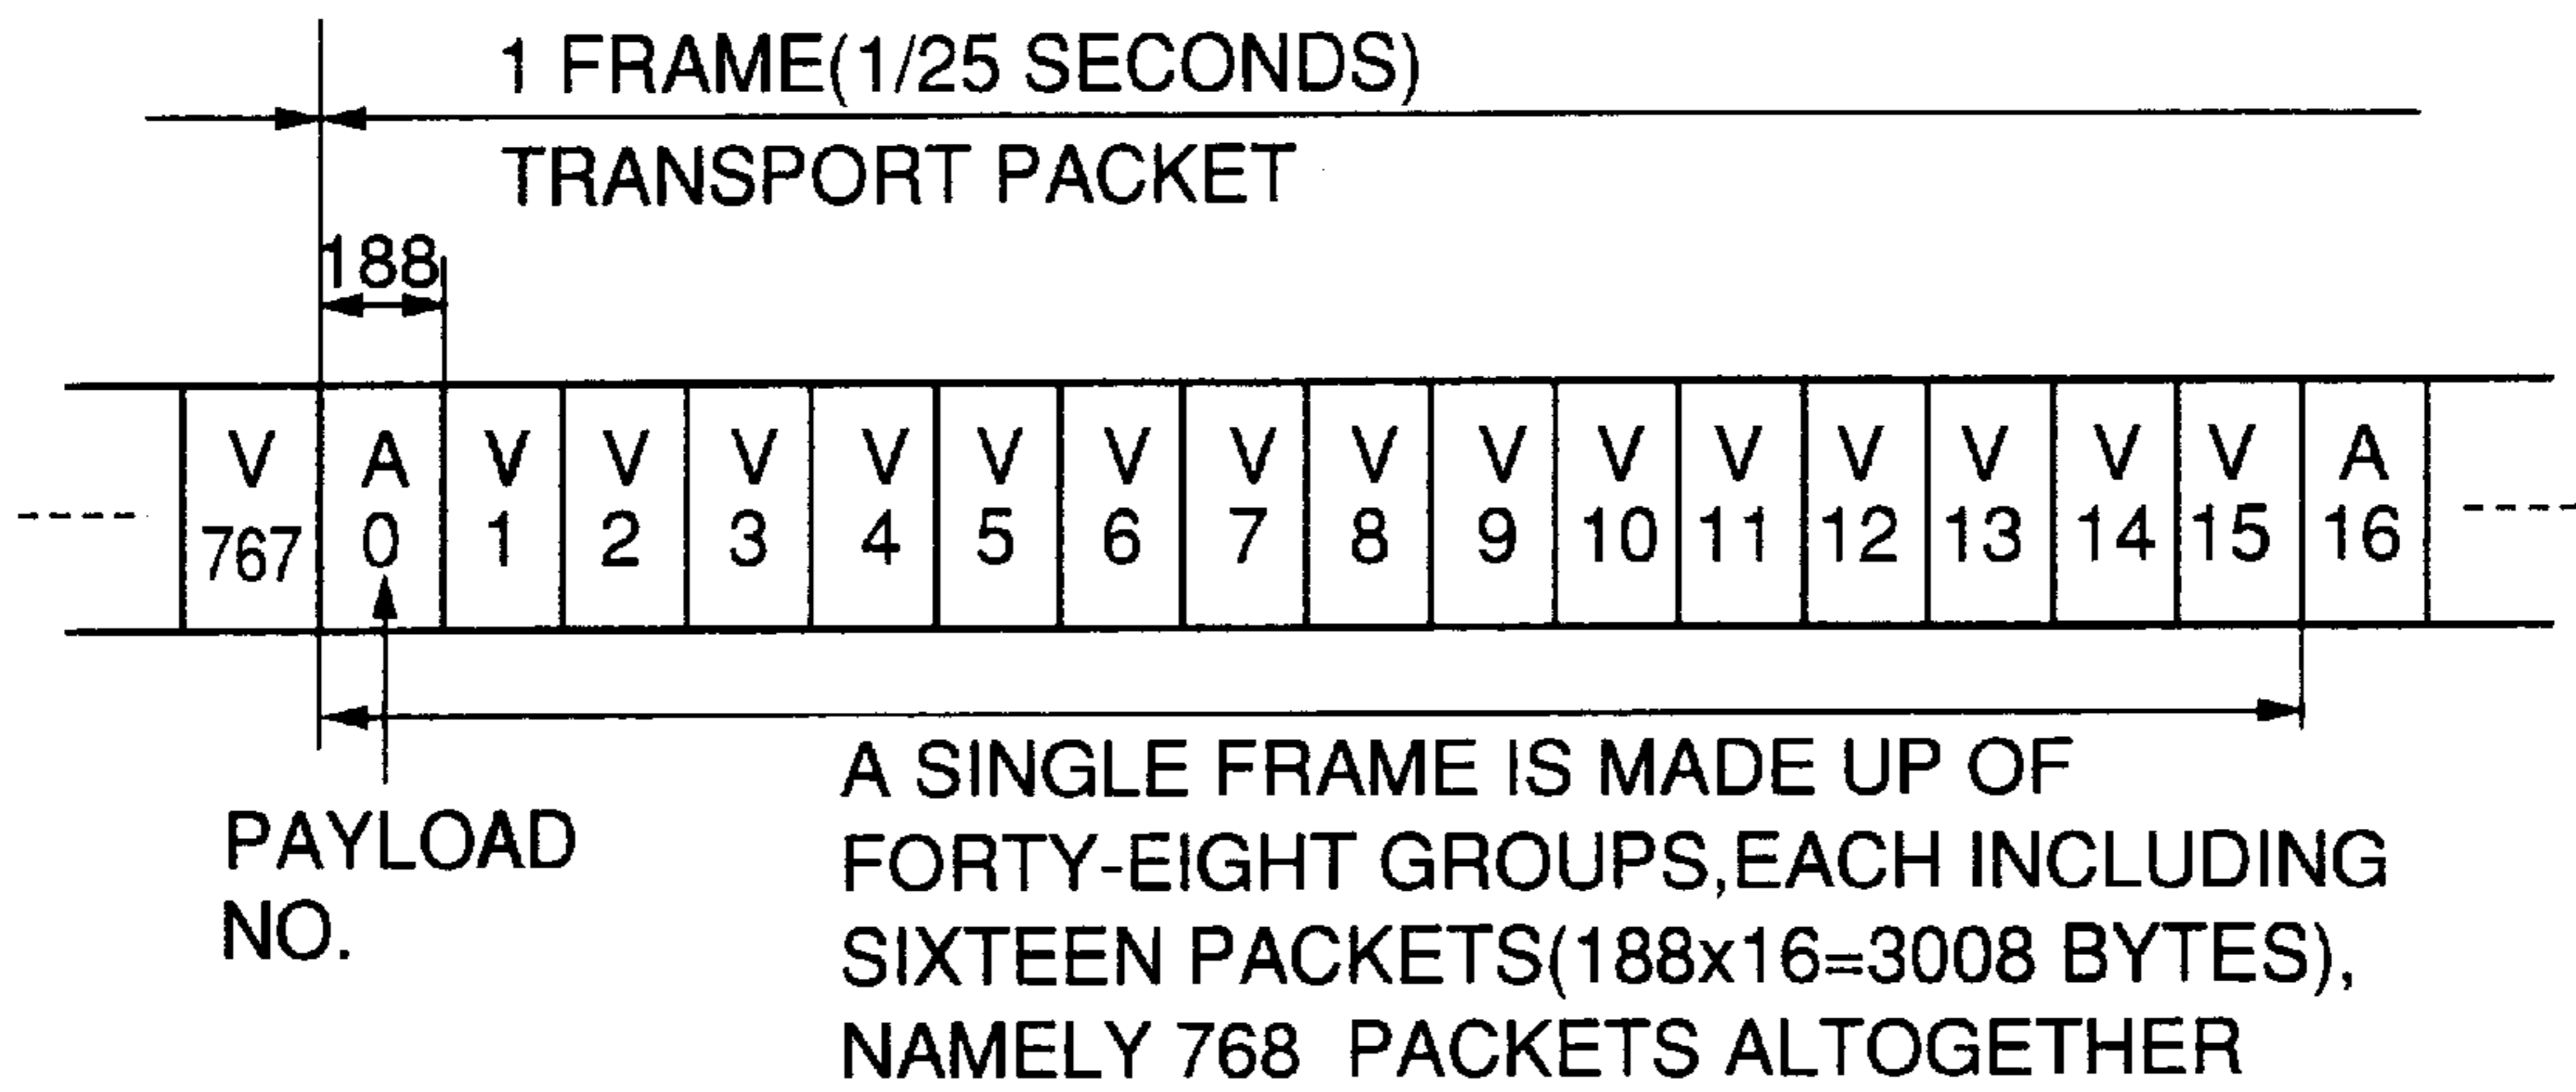 1 FRAME(1/25 SECONDS)
TRANSPORT PACKET
188
V A V V V V V V V V V V V V V V V A
767 0 1 2 3 4 5 6 7 8 9 10 11 12 13 14 15 16
PAYLOAD
NO.
A SINGLE FRAME IS MADE UP OF
FORTY-EIGHT GROUPS,EACH INCLUDING
SIXTEEN PACKETS(188x16=3008 BYTES),
NAMELY 768 PACKETS ALTOGETHER